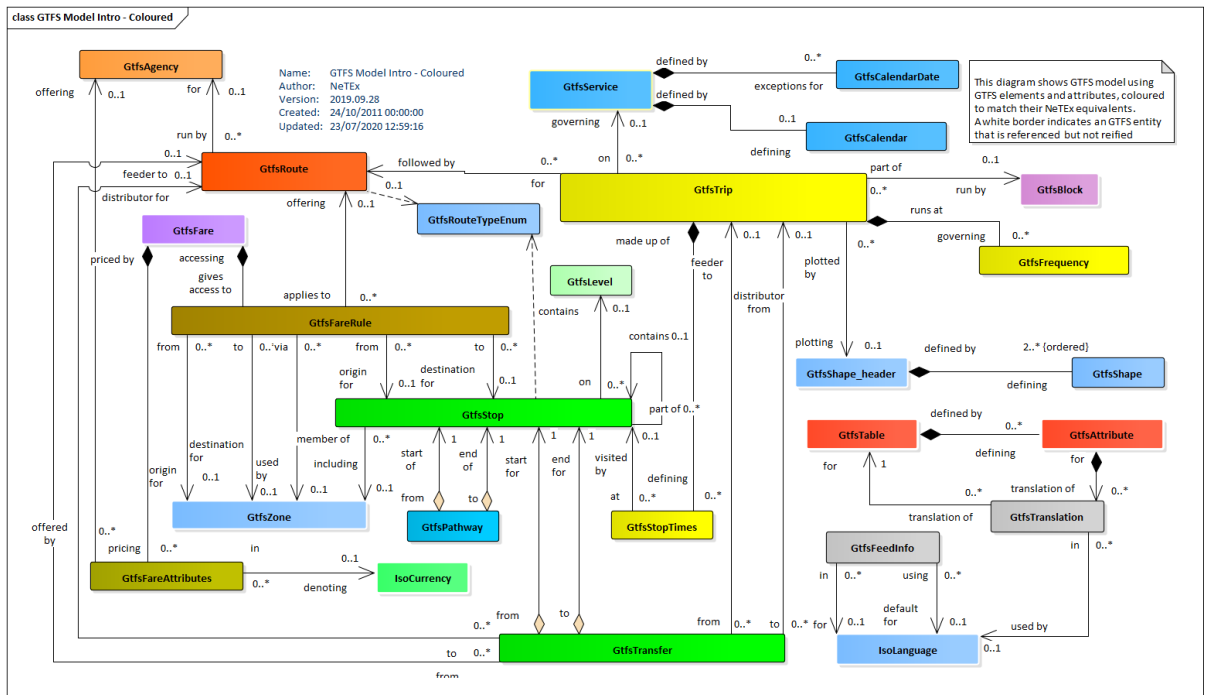 class GTFS Model Intro - Coloured
GtfsAgency
offering
0..1
for
0..1
Name: GTFS Model Intro - Coloured
Author: NeTEx
Version: 2019.09.28
Created: 24/10/2011 00:00:00
Updated: 23/07/2020 12:59:16
GtfsService
defined by
0..*
exceptions for
GtfsCalendarDate
defined by
0..1
defining
GtfsCalendar
This diagram shows GTFS model using
GTFS elements and attributes, coloured
to match their NeTEx equivalents.
Awhite border indicates an GTFS entity
that is referenced but not reified
governing
0..1
run by
0..*
0..1
feeder to
0..1
distributor for
GtfsRoute
followed by
0..1
offering
0..1
0..*
for
on
0..*
GtfsTrip
part of
0..*
0..1
run by
GtfsBlock
GtfsRouteTypeEnum
GtfsFare
priced by
accessing
gives
access to
made up of
feeder
to
0..1
0..1
plotted
by
0..*
runs at
governing
0..*
GtfsFrequency
GtfsLevel
0..1
contains
distributor
from
applies to
0..*
GtfsFareRule
from
0..*
to
0..*
via
0..*
from
0..*
to
0..*
origin
for
0..1
destination
for
0..1
on
0..*
contains 0..1
part of 0..*
plotting
0..1
GtfsShape_header
defined by
2..* {ordered}
defining
GtfsShape
GtfsStop
0..1
GtfsTable
defined by
0..*
defining
GtfsAttribute
for
1
for
destination
for
origin
for
0..1
used
by
0..1
member of
0..1
0..*
including
0..1
start
of
1
end
of
1
start
for
1
end
for
1
visited
by
defining
from
to
at
0..*
0..*
translation of
0..*
0..*
translation of
GtfsTranslation
in
0..*
GtfsZone
GtfsPathway
GtfsStopTimes
offered
by
0..*
pricing
0..*
GtfsFareAttributes
in
0..*
0..1
denoting
IsoCurrency
GtfsFeedInfo
in
0..*
using
0..*
default
for
for
0..1
0..1
used by
0..1
IsoLanguage
from
to
from
0..*
to
0..*
0..*
to
0..*
from
GtfsTransfer